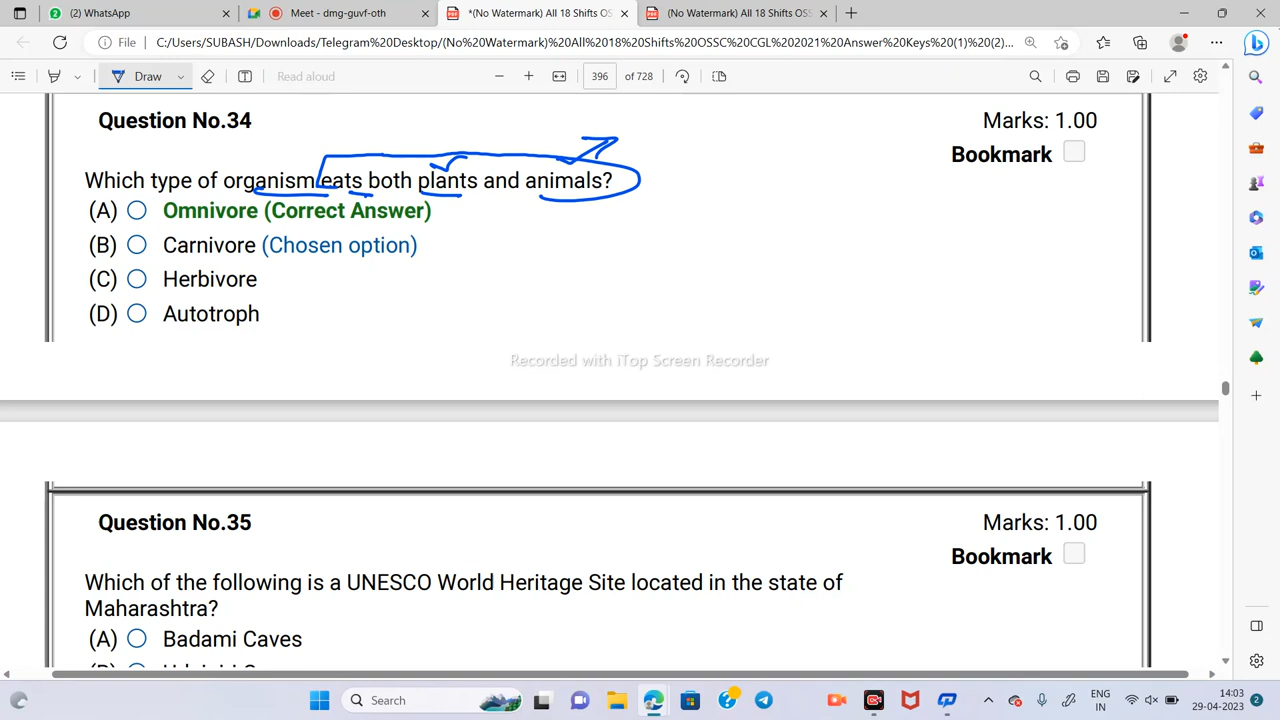 (2) WhatsApp
Meet - dmg-guvf-oth
*(No Watermark) All 18 Shifts OS
(No Watermark) All 18 Shifts OSS
File
C:/Users/SUBASH/Downloads/Telegram%20Desktop/(No%20Watermark)%20All%2018%20Shifts%20OSSC%20CGL%202021%20Answer%20Keys%20(1)%20(2)...
Draw
Read aloud
396 of 728
Question No.34
Marks: 1.00
Bookmark
Which type of organism eats both plants and animals?
(A) Omnivore (Correct Answer)
(B) Carnivore (Chosen option)
(C) Herbivore
(D) Autotroph
Recorded with iTop Screen Recorder
Question No.35
Marks: 1.00
Bookmark
Which of the following is a UNESCO World Heritage Site located in the state of
Maharashtra?
(A) Badami Caves
Search
ENG
IN
14:03
29-04-2023
2